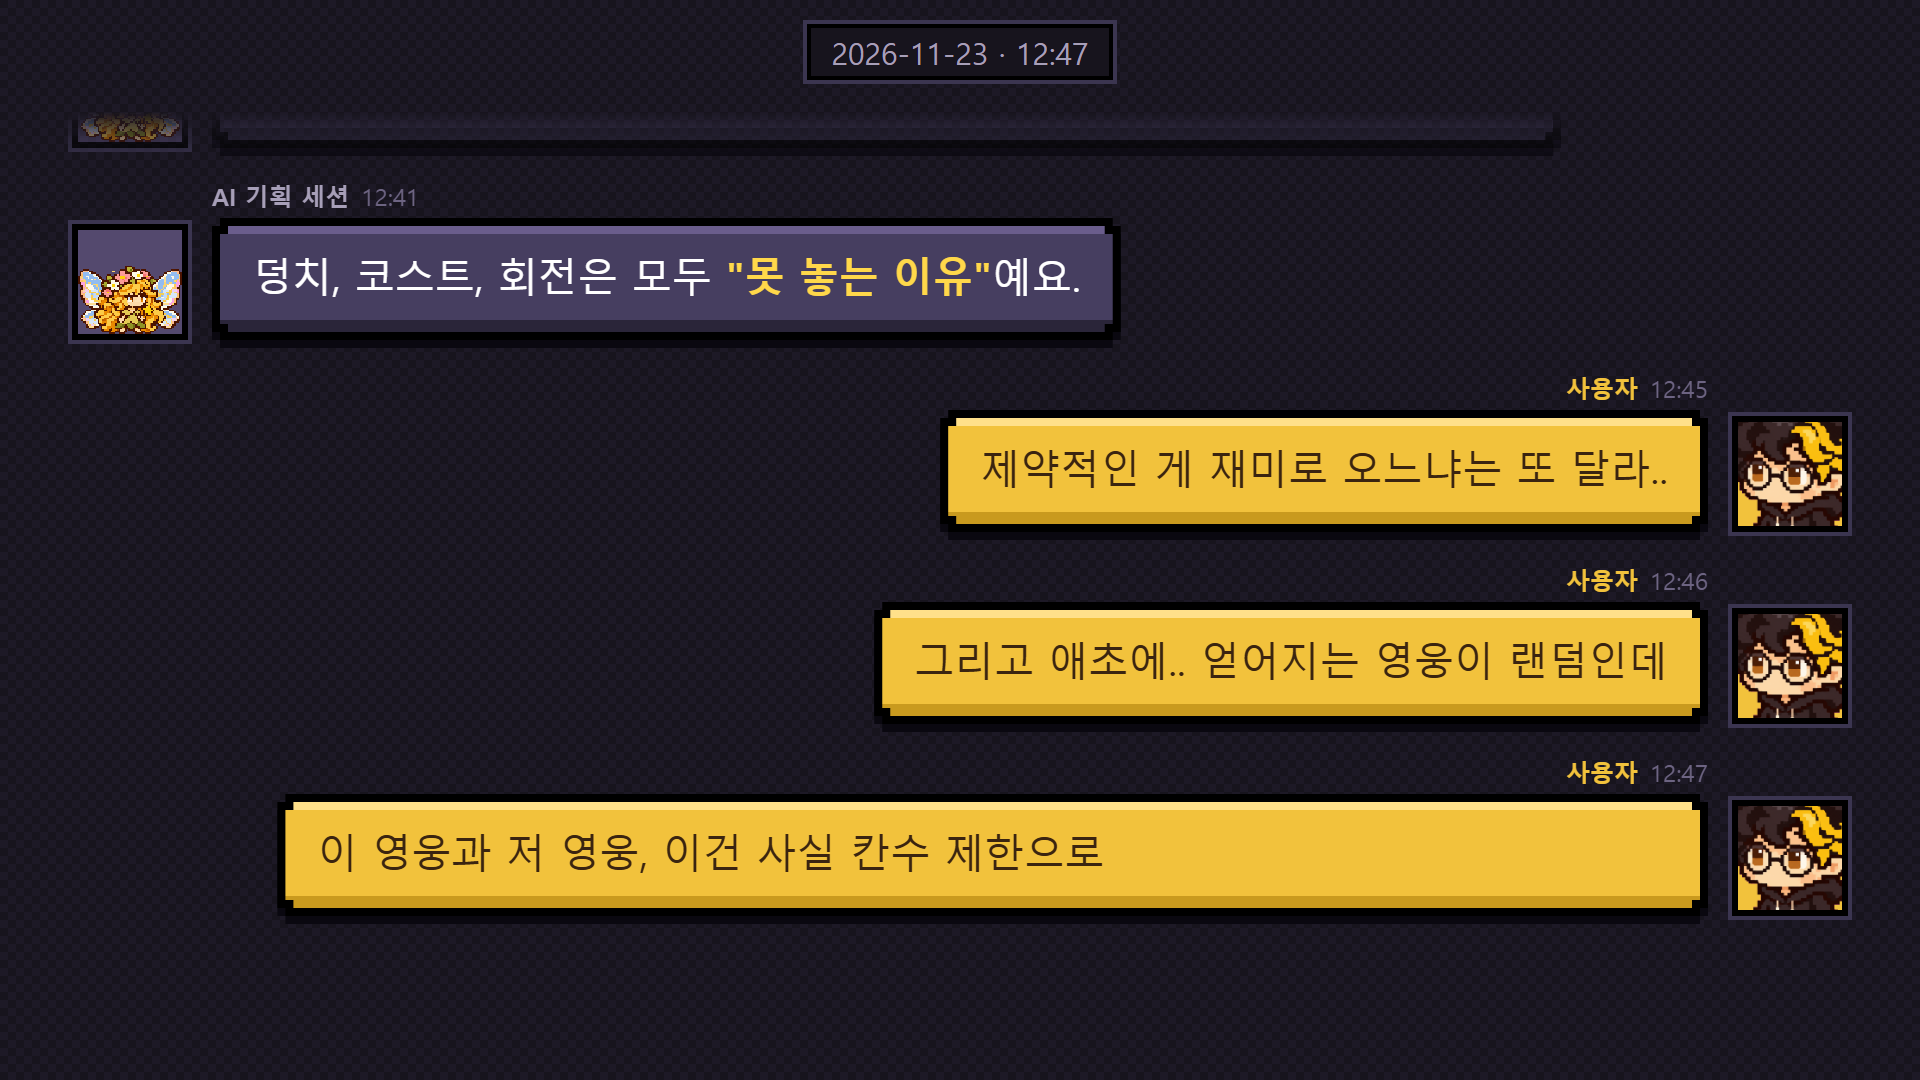 2026-11-23 · 12:47
AI 기획 세션 12:41
덩치, 코스트, 회전은 모두 "못 놓는 이유"예요.
사용자 12:45
제약적인 게 재미로 오느냐는 또 달라..
사용자 12:46
그리고 애초에.. 얻어지는 영웅이 랜덤인데
사용자 12:47
이 영웅과 저 영웅, 이건 사실 칸수 제한으로